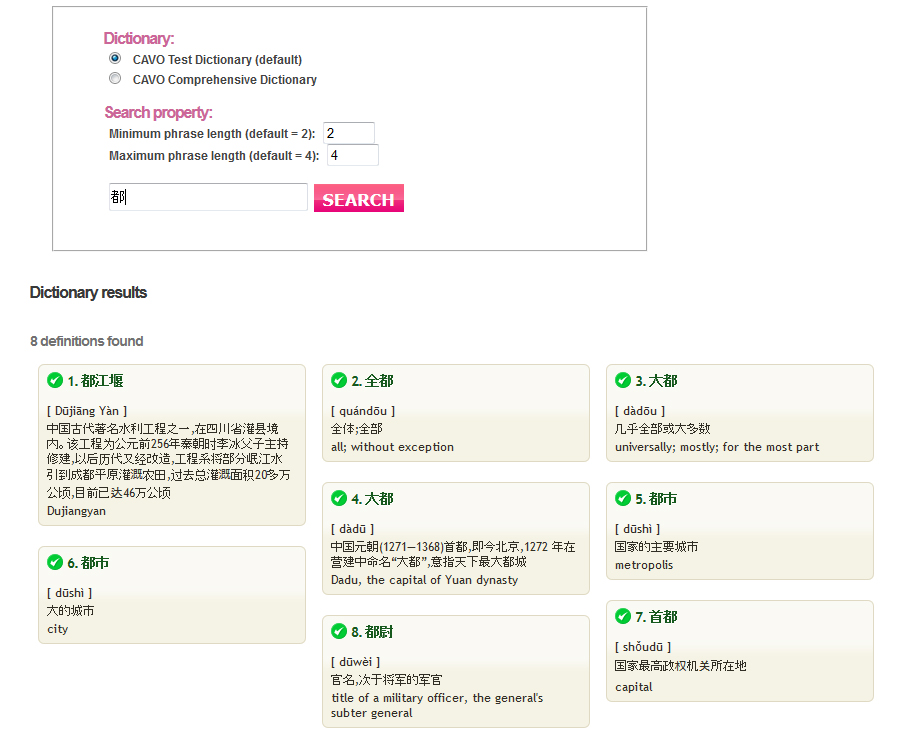 Dictionary:
CAVO Test Dictionary (default)
CAVO Comprehensive Dictionary
Search property:
Minimum phrase length (default = 2): 2
Maximum phrase length (default = 4): 4
都 SEARCH
Dictionary results
8 definitions found
1. 都江堰
[ Dūjiāng Yàn ]
中国古代著名水利工程之一,在四川省灌县境
内。该工程为公元前256年秦朝时李冰父子主持
修建,以后历代又经改造,工程系将部分岷江水
引到成都平原灌溉农田,过去总灌溉面积20多万
公顷,目前已达46万公顷
Dujiangyan
2. 全都
[ quándōu ]
全体;全部
all; without exception
3. 大都
[ dàdōu ]
几乎全部或大多数
universally; mostly; for the most part
4. 大都
[ dàdū ]
中国元朝(1271—1368)首都,即今北京,1272 年在
营建中命名“大都”,意指天下最大都城
Dadu, the capital of Yuan dynasty
5. 都市
[ dūshì ]
国家的主要城市
metropolis
6. 都市
[ dūshì ]
大的城市
city
7. 首都
[ shǒudū ]
国家最高政权机关所在地
capital
8. 都尉
[ dūwèi ]
官名,次于将军的军官
title of a military officer, the general's
subter general